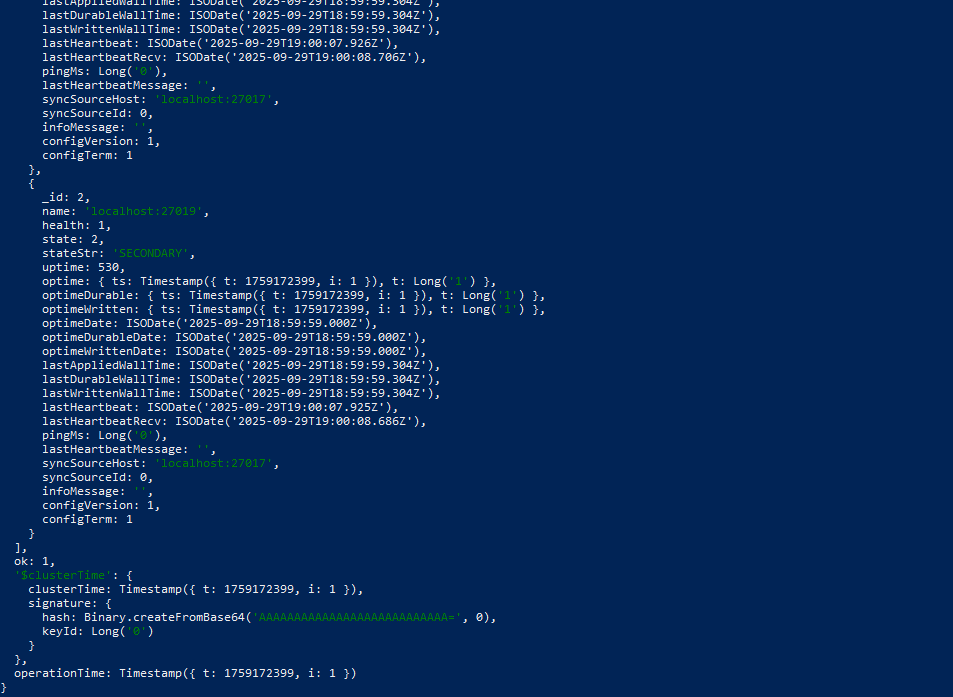 lastAppliedWallTime: ISODate('2025-09-29T18:59:59.304Z'),
lastDurableWallTime: ISODate('2025-09-29T18:59:59.304Z'),
lastWrittenWallTime: ISODate('2025-09-29T18:59:59.304Z'),
lastHeartbeat: ISODate('2025-09-29T19:00:07.926Z'),
lastHeartbeatRecv: ISODate('2025-09-29T19:00:08.706Z'),
pingMs: Long('0'),
lastHeartbeatMessage: '',
syncSourceHost: 'localhost:27017',
syncSourceId: 0,
infoMessage: '',
configVersion: 1,
configTerm: 1
},
{
_id: 2,
name: 'localhost:27019',
health: 1,
state: 2,
stateStr: 'SECONDARY',
uptime: 530,
optime: { ts: Timestamp({ t: 1759172399, i: 1 }), t: Long('1') },
optimeDurable: { ts: Timestamp({ t: 1759172399, i: 1 }), t: Long('1') },
optimeWritten: { ts: Timestamp({ t: 1759172399, i: 1 }), t: Long('1') },
optimeDate: ISODate('2025-09-29T18:59:59.000Z'),
optimeDurableDate: ISODate('2025-09-29T18:59:59.000Z'),
optimeWrittenDate: ISODate('2025-09-29T18:59:59.000Z'),
lastAppliedWallTime: ISODate('2025-09-29T18:59:59.304Z'),
lastDurableWallTime: ISODate('2025-09-29T18:59:59.304Z'),
lastWrittenWallTime: ISODate('2025-09-29T18:59:59.304Z'),
lastHeartbeat: ISODate('2025-09-29T19:00:07.925Z'),
lastHeartbeatRecv: ISODate('2025-09-29T19:00:08.686Z'),
pingMs: Long('0'),
lastHeartbeatMessage: '',
syncSourceHost: 'localhost:27017',
syncSourceId: 0,
infoMessage: '',
configVersion: 1,
configTerm: 1
}
],
ok: 1,
'$clusterTime': {
clusterTime: Timestamp({ t: 1759172399, i: 1 }),
signature: {
hash: Binary.createFromBase64('AAAAAAAAAAAAAAAAAAAAAAAAAAA=', 0),
keyId: Long('0')
}
},
operationTime: Timestamp({ t: 1759172399, i: 1 })
}